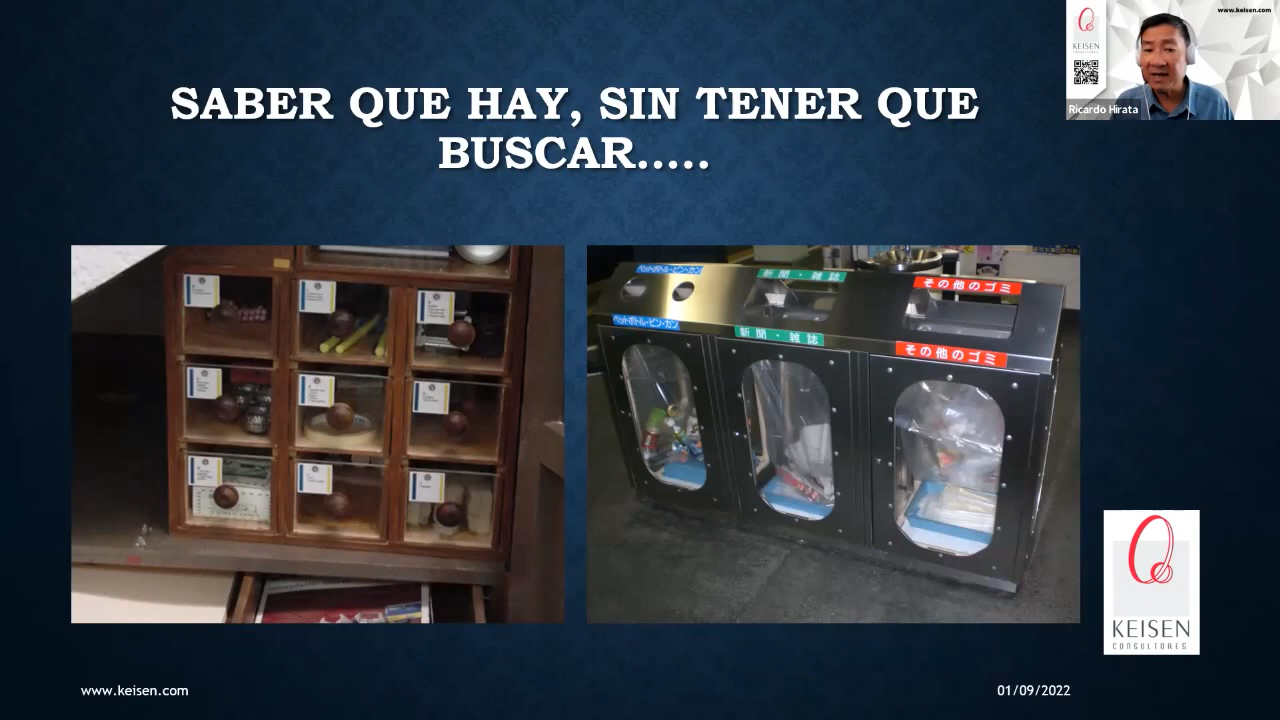 www.keisen.com
KEISEN
CONSULTORES
Ricardo Hirata
SABER QUE HAY, SIN TENER QUE
BUSCAR.....
ペットボトル・ビン・カン
新聞・雑誌
その他のゴミ
ペットボトル・ビン・カン
新聞・雑誌
その他のゴミ
KEISEN
CONSULTORES
www.keisen.com
01/09/2022